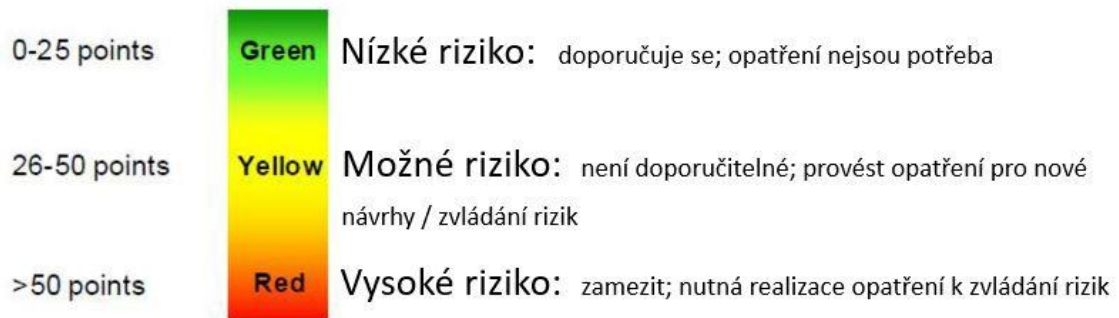 0-25 points Green Nízké riziko: doporučuje se; opatření nejsou potřeba
26-50 points Yellow Možné riziko: není doporučitelné; provést opatření pro nové
návrhy / zvládání rizik
>50 points Red Vysoké riziko: zamezit; nutná realizace opatření k zvládání rizik